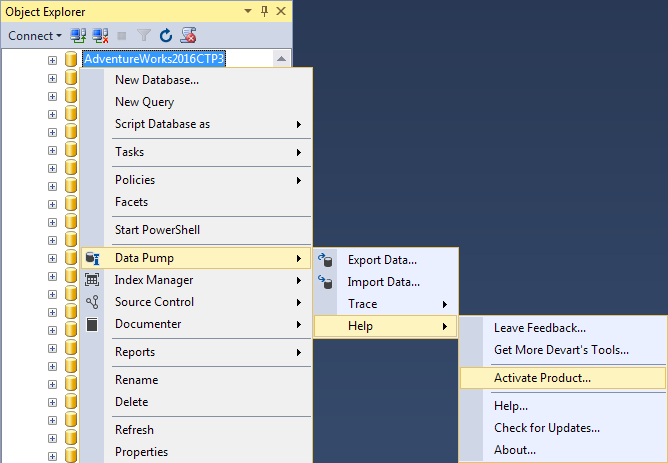 Object Explorer
Connect
AdventureWorks2016CTP3
New Database...
New Query
Script Database as
Tasks
Policies
Facets
Start PowerShell
Data Pump
Index Manager
Source Control
Documenter
Reports
Rename
Delete
Refresh
Properties
Export Data...
Import Data...
Trace
Help
Leave Feedback...
Get More Devart's Tools...
Activate Product...
Help...
Check for Updates...
About...